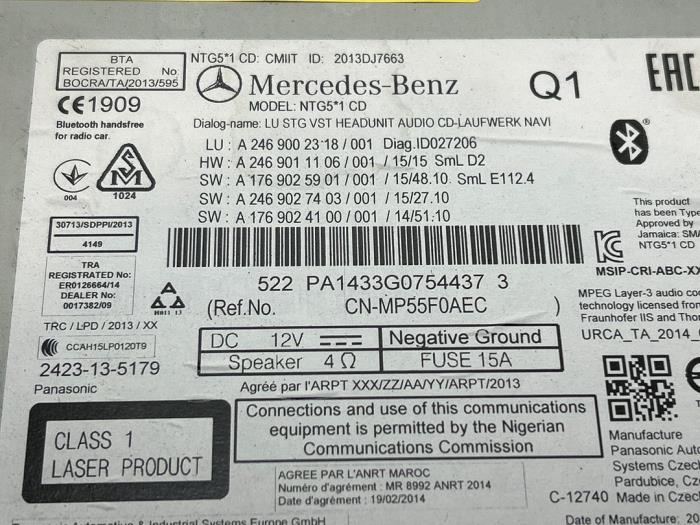 BTA
REGISTERED No:
BOCRA/TA/2013/595
NTG5*1 CD: CMIIT ID: 2013DJ7663
Mercedes-Benz
Q1
EAC
MODEL: NTG5*1 CD
CE1909
Bluetooth handsfree
for radio car.
Dialog-name: LU STG VST HEADUNIT AUDIO CD-LAUFWERK NAVI
LU : A 246 900 23 18 / 001 Diag.ID027206
HW : A 246 901 11 06 / 001 / 15/15 SmL D2
SW : A 176 902 59 01 / 001 / 15/48.10. SmL E112.4
SW : A 246 902 74 03 / 001 / 15/27.10
SW : A 176 902 41 00 / 001 / 14/51.10
004
1024
30713/SDPPI/2013
4149
This product
has been Type
Approved by
Jamaica: SMA
NTG5*1 CD
MSIP-CRI-ABC-XX
TRA
REGISTERED No:
ER0126664/14
DEALER No:
0017382/09
522 PA1433G0754437 3
(Ref.No. CN-MP55F0AEC )
MPEG Layer-3 audio co
technology licensed from
Fraunhofer IIS and Tho
URCA_TA_2014_
TRC / LPD / 2013 / XX
CCAH15LP0120T9
2423-13-5179
Panasonic
DC 12V Negative Ground
Speaker 4 Ω FUSE 15A
Agréé par l'ARPT XXX/ZZ/AA/YY/ARPT/2013
Connections and use of this communications
equipment is permitted by the Nigerian
Communications Commission
CLASS 1
LASER PRODUCT
AGREE PAR L'ANRT MAROC
Numéro d'agrément : MR 8992 ANRT 2014
Date d'agrément : 19/02/2014
Manufacture
Panasonic Auto
Systems Czec
Pardubice, Cz
C-12740 Made in Czec
Systems Europe GmbH
Date of Manufacture: 20